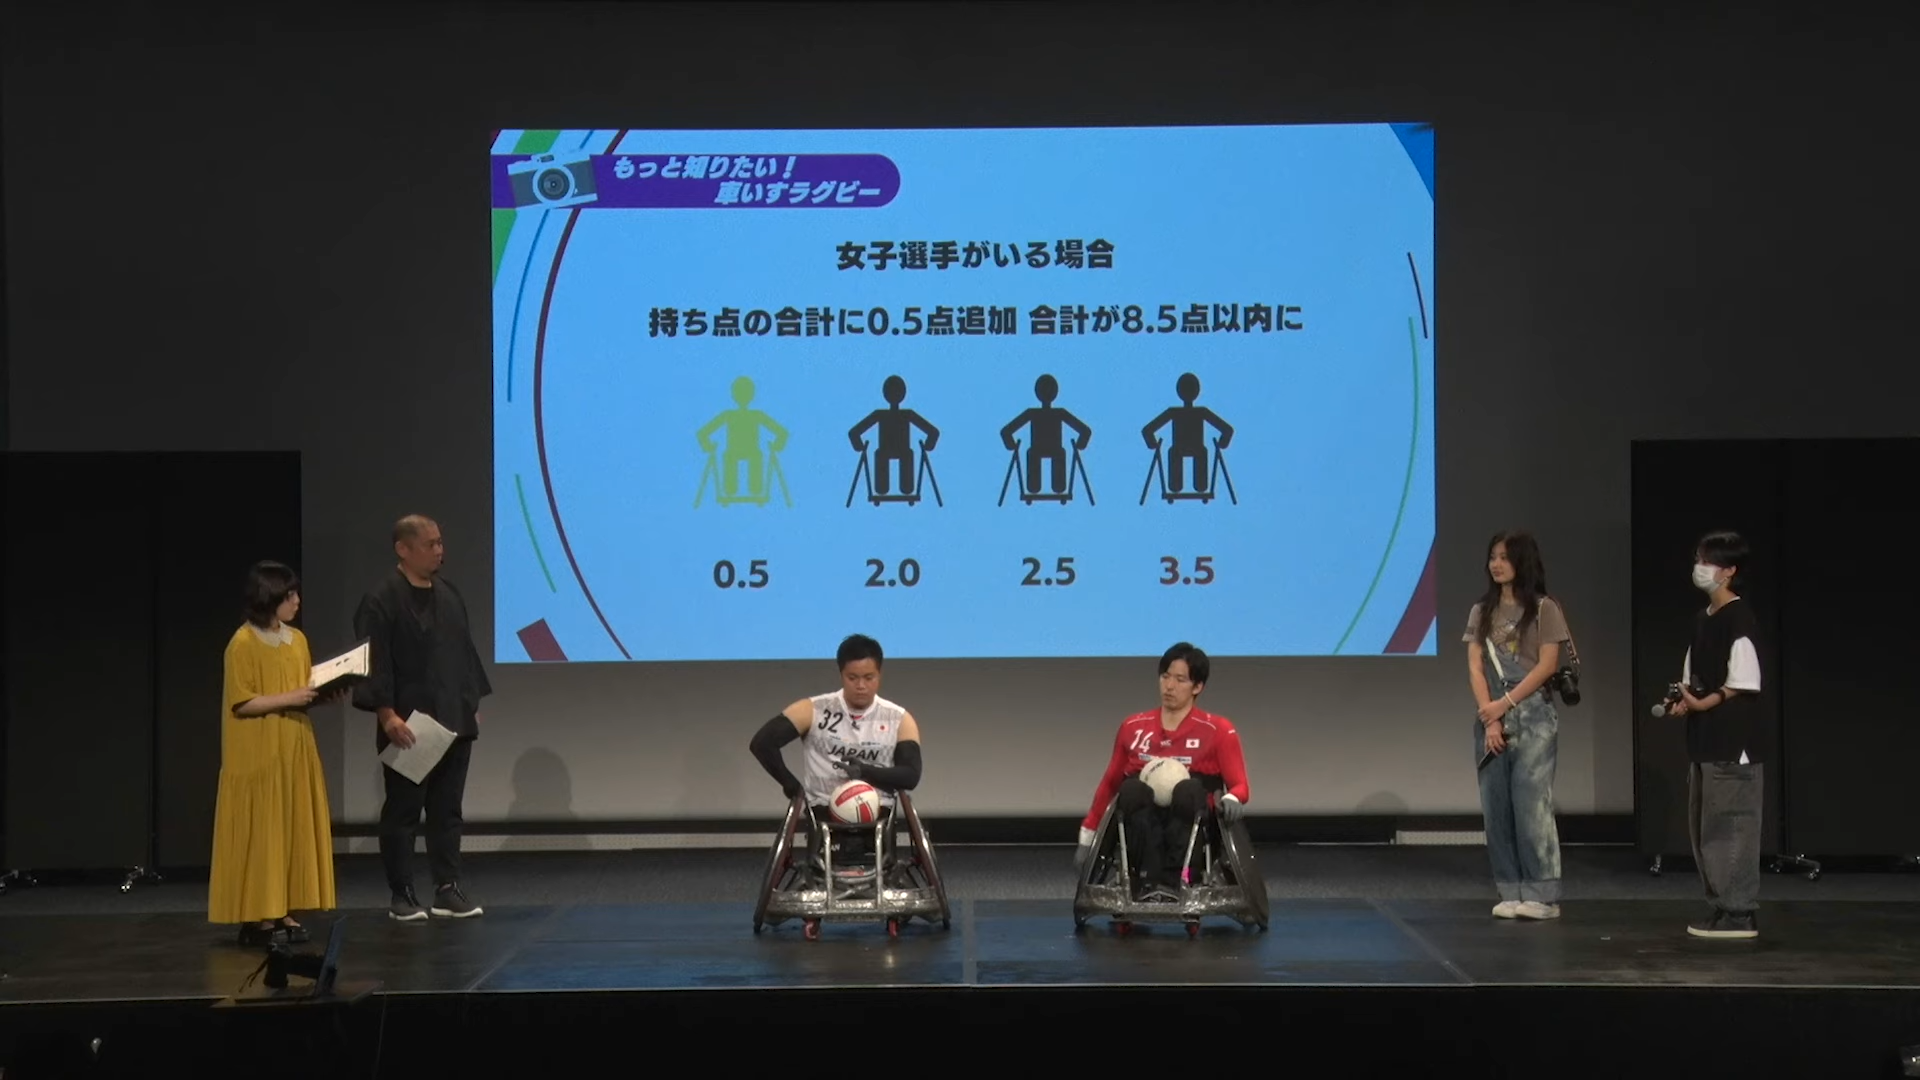 もっと知りたい！
車いすラグビー
女子選手がいる場合
持ち点の合計に0.5点追加 合計が8.5点以内に
0.5 2.0 2.5 3.5
32
JAPAN
14